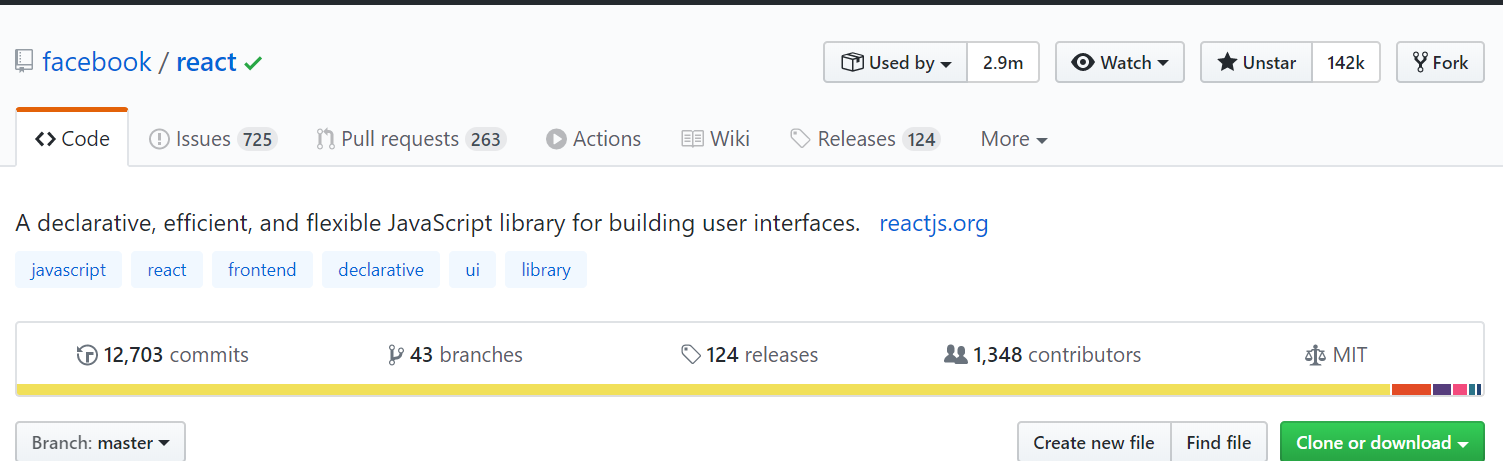 facebook / react Used by 2.9m Watch Unstar 142k Fork
Code Issues 725 Pull requests 263 Actions Wiki Releases 124 More
A declarative, efficient, and flexible JavaScript library for building user interfaces. reactjs.org
javascript react frontend declarative ui library
12,703 commits 43 branches 124 releases 1,348 contributors MIT
Branch: master Create new file Find file Clone or download